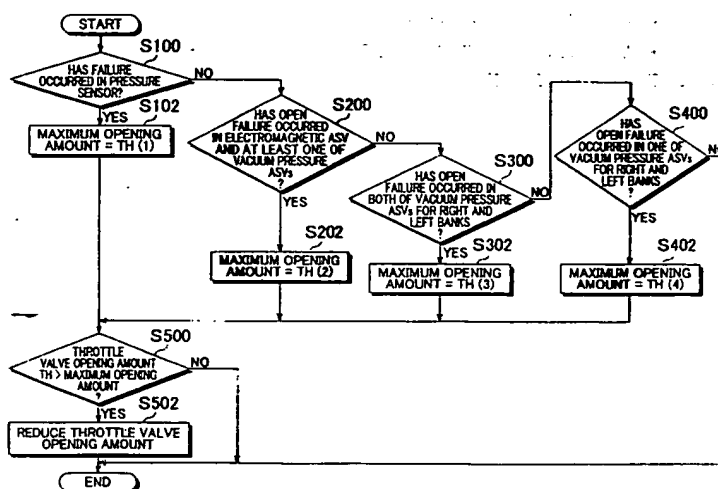 START
S100
HAS FAILURE
OCCURRED IN PRESSURE
SENSOR?
NO
YES
S102
MAXIMUM OPENING
AMOUNT = TH (1)
S200
HAS OPEN
FAILURE OCCURRED
IN ELECTROMAGNETIC ASV
AND AT LEAST ONE OF
VACUUM PRESSURE
ASVs
?
NO
YES
S202
MAXIMUM OPENING
AMOUNT = TH (2)
S300
HAS OPEN
FAILURE OCCURRED IN
BOTH OF VACUUM PRESSURE
ASVs FOR RIGHT AND
LEFT BANKS
?
NO
YES
S302
MAXIMUM OPENING
AMOUNT = TH (3)
S400
HAS
OPEN FAILURE
OCCURRED IN ONE OF
VACUUM PRESSURE ASVs
FOR RIGHT AND
LEFT BANKS
?
YES
S402
MAXIMUM OPENING
AMOUNT = TH (4)
S500
THROTTLE
VALVE OPENING AMOUNT
TH > MAXIMUM OPENING
AMOUNT
?
NO
YES
S502
REDUCE THROTTLE VALVE
OPENING AMOUNT
END